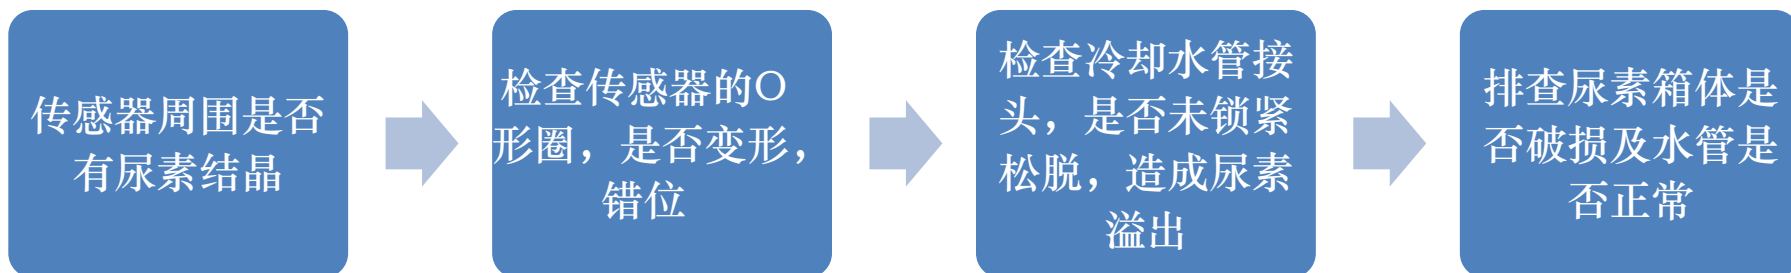 传感器周围是否
有尿素结晶
检查传感器的O
形圈，是否变形，
错位
检查冷却水管接
头，是否未锁紧
松脱，造成尿素
溢出
排查尿素箱体是
否破损及水管是
否正常